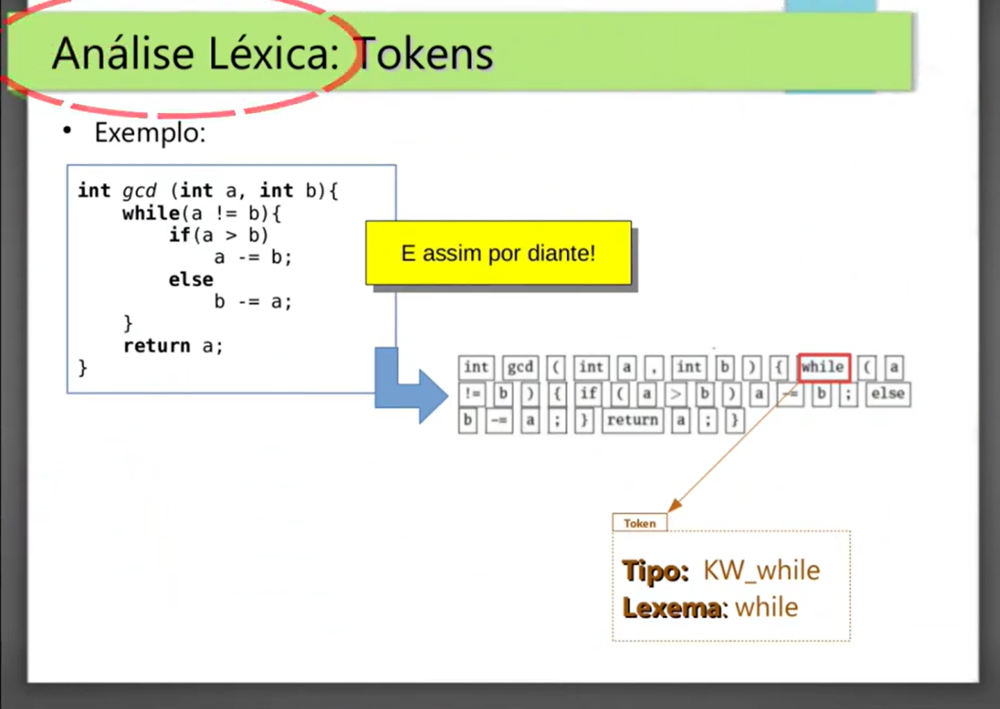 Análise Léxica: Tokens
• Exemplo:
int gcd (int a, int b){
while(a != b){
if(a > b)
a -= b;
else
b -= a;
}
return a;
}
E assim por diante!
int gcd ( int a , int b ) { while ( a
!= b ) { if ( a > b ) a -= b ; else
b -= a ; } return a ; }
Token
Tipo: KW_while
Lexema: while